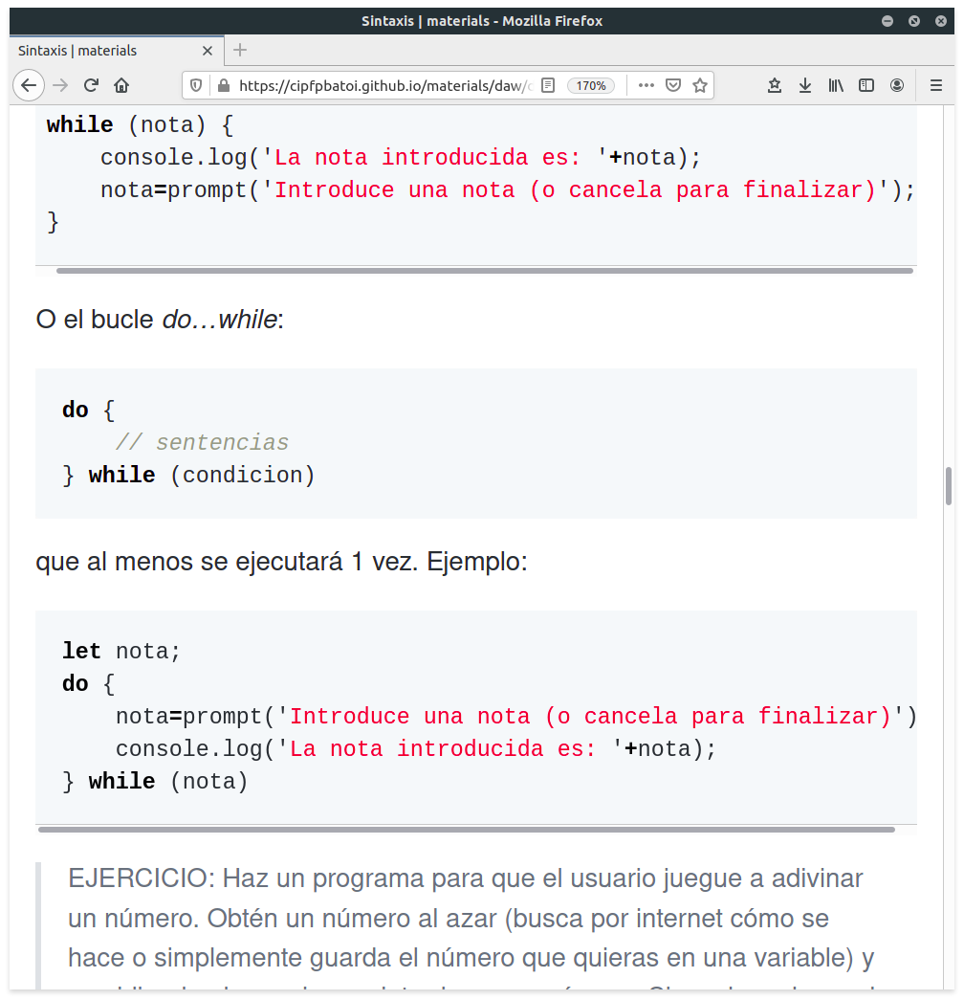 Sintaxis | materials - Mozilla Firefox
Sintaxis | materials
https://cipfpbatoi.github.io/materials/daw/
170%
while (nota) {
    console.log('La nota introducida es: '+nota);
    nota=prompt('Introduce una nota (o cancela para finalizar)');
}
O el bucle do…while:
do {
    // sentencias
} while (condicion)
que al menos se ejecutará 1 vez. Ejemplo:
let nota;
do {
    nota=prompt('Introduce una nota (o cancela para finalizar)')
    console.log('La nota introducida es: '+nota);
} while (nota)
EJERCICIO: Haz un programa para que el usuario juegue a adivinar
un número. Obtén un número al azar (busca por internet cómo se
hace o simplemente guarda el número que quieras en una variable) y